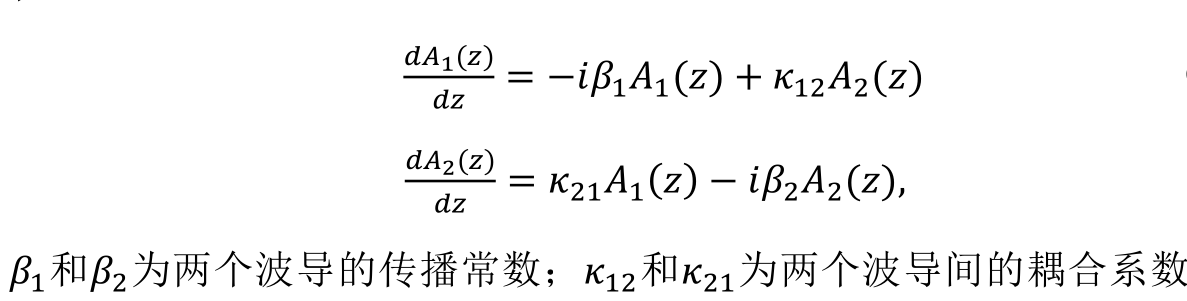 dA₁(z)/dz = −iβ₁A₁(z) + κ₁₂A₂(z)
dA₂(z)/dz = κ₂₁A₁(z) − iβ₂A₂(z),
β₁和β₂为两个波导的传播常数；κ₁₂和κ₂₁为两个波导间的耦合系数